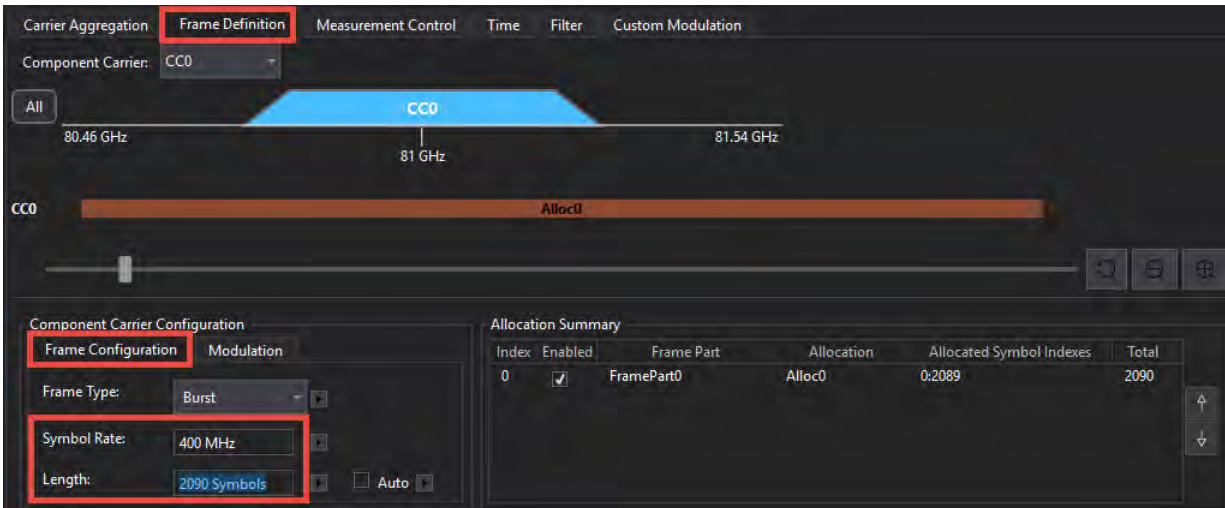 Carrier Aggregation Frame Definition Measurement Control Time Filter Custom Modulation
Component Carrier: CC0
All
CC0
80.46 GHz 81.54 GHz
81 GHz
CC0 Alloc0
Component Carrier Configuration
Frame Configuration Modulation
Frame Type: Burst
Symbol Rate: 400 MHz
Length: 2090 Symbols Auto
Allocation Summary
Index Enabled Frame Part Allocation Allocated Symbol Indexes Total
0 FramePart0 Alloc0 0:2089 2090